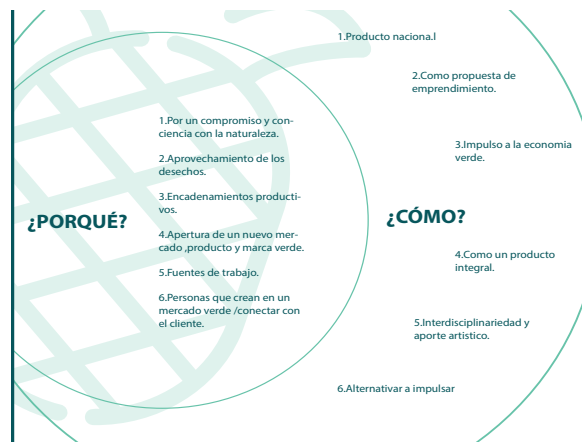 ¿PORQUÉ?
1.Por un compromiso y con-
ciencia con la naturaleza.
2.Aprovechamiento de los
desechos.
3.Encadenamientos producti-
vos.
4.Apertura de un nuevo mer-
cado ,producto y marca verde.
5.Fuentes de trabajo.
6.Personas que crean en un
mercado verde /conectar con
el cliente.
¿CÓMO?
1.Producto naciona.l
2.Como propuesta de
emprendimiento.
3.Impulso a la economia
verde.
4.Como un producto
integral.
5.Interdisciplinariedad y
aporte artistico.
6.Alternativar a impulsar